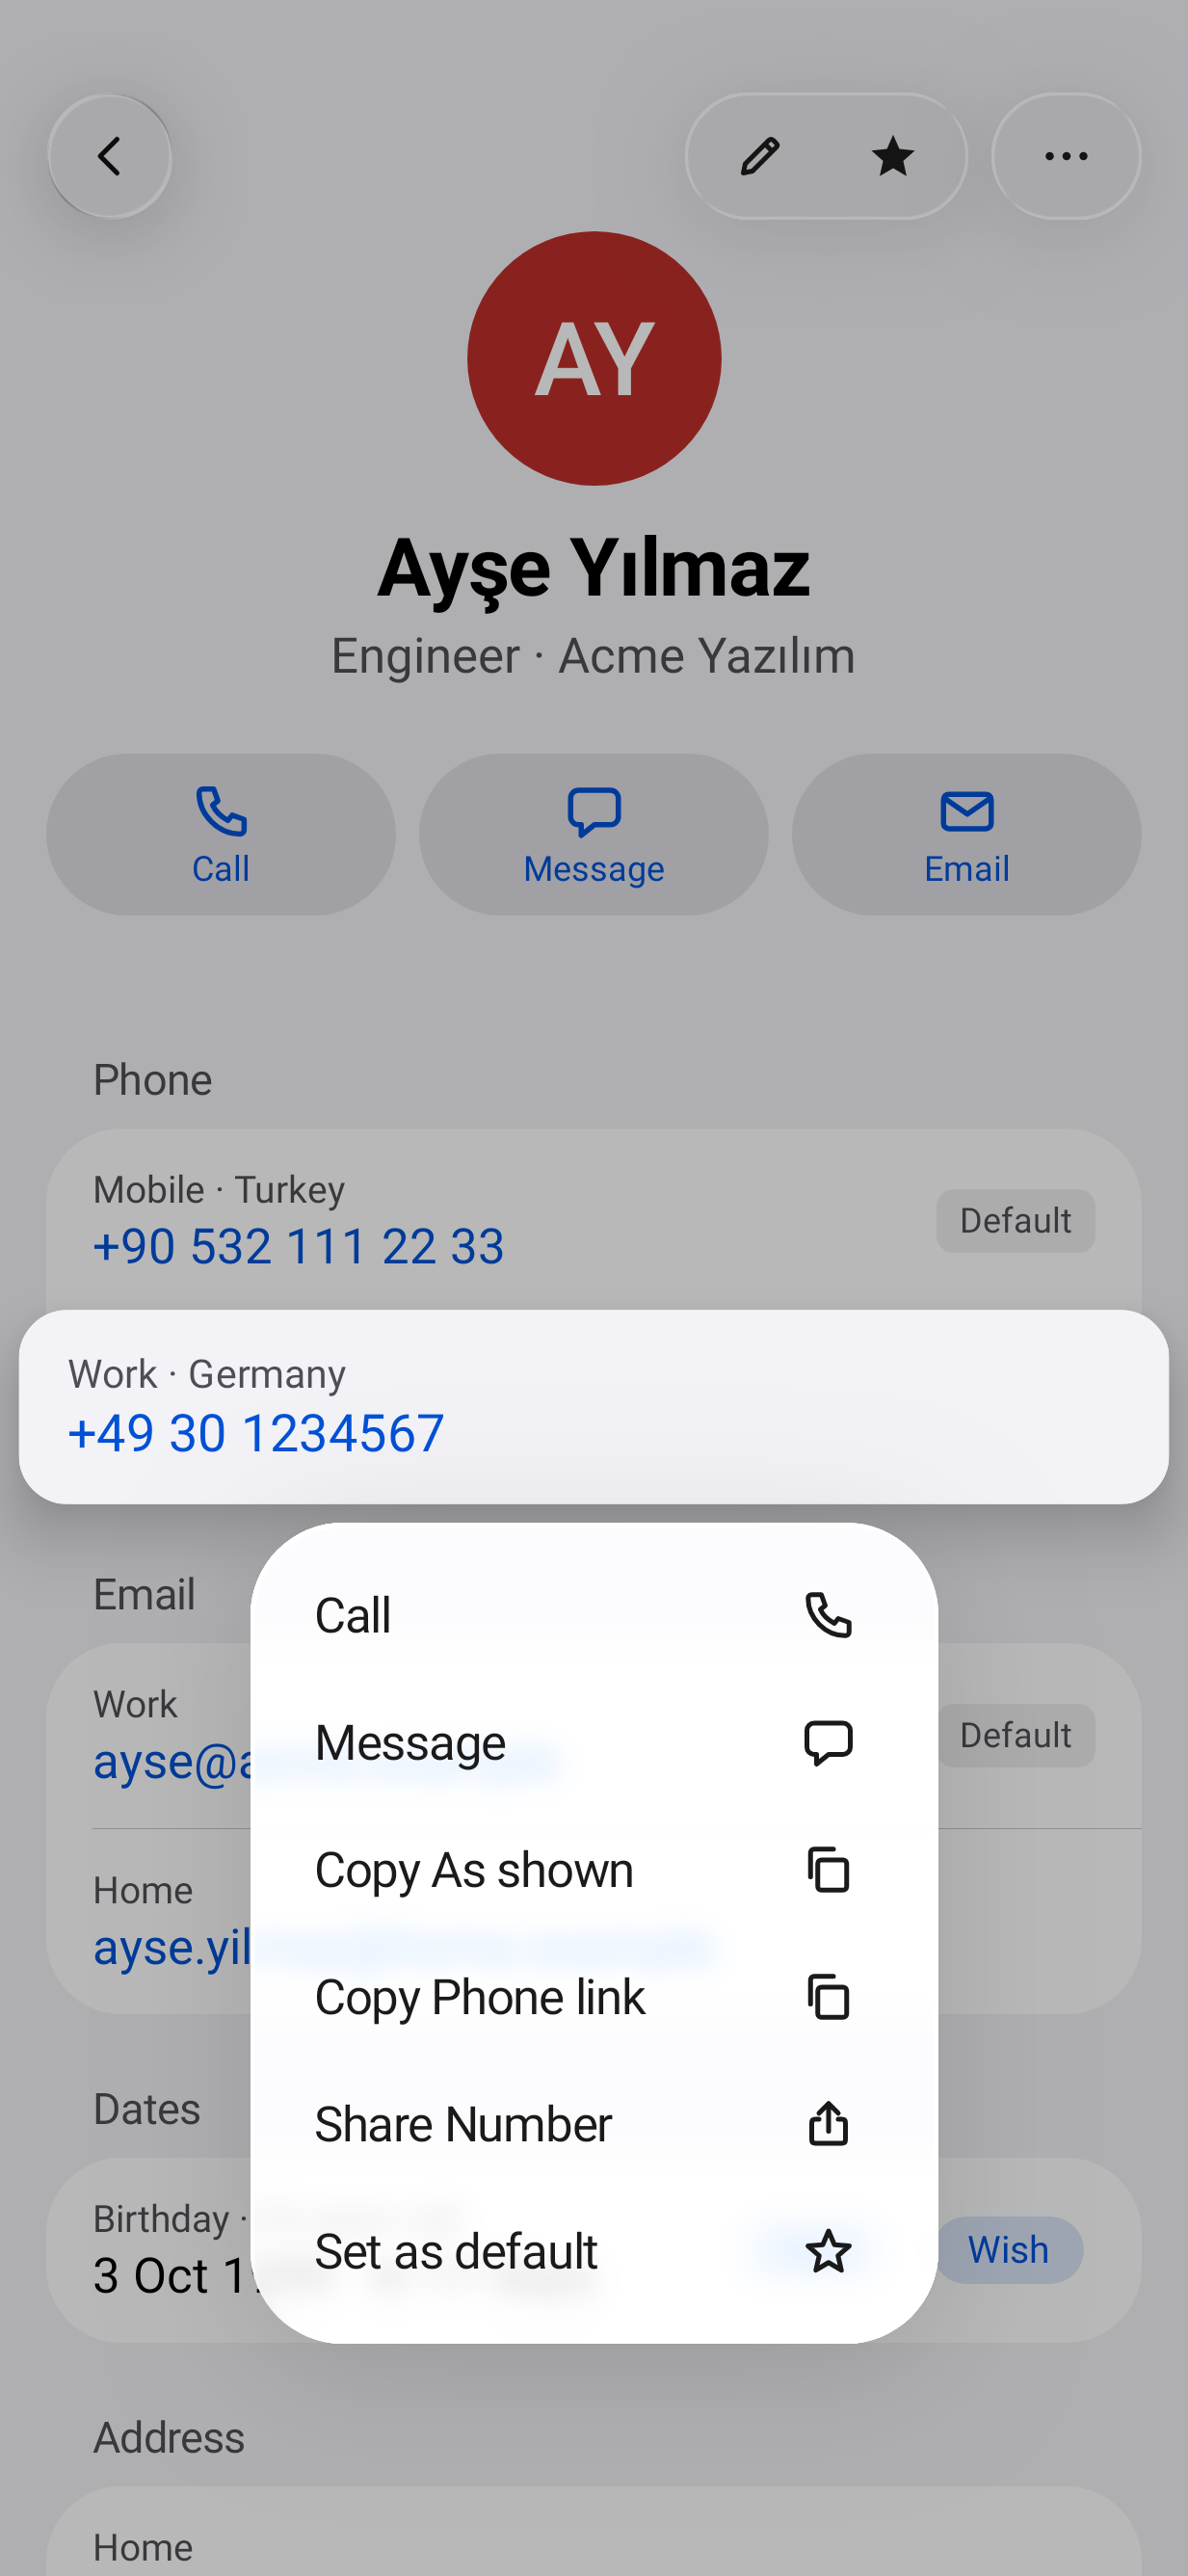 AY
Ayşe Yılmaz
Engineer · Acme Yazılım
Call
Message
Email
Phone
Mobile · Turkey
+90 532 111 22 33
Default
Work · Germany
+49 30 1234567
Email
Work
Default
Home
Call
Message
Copy As shown
Copy Phone link
Share Number
Set as default
Dates
Birthday ·
3 Oct
Wish
Address
Home